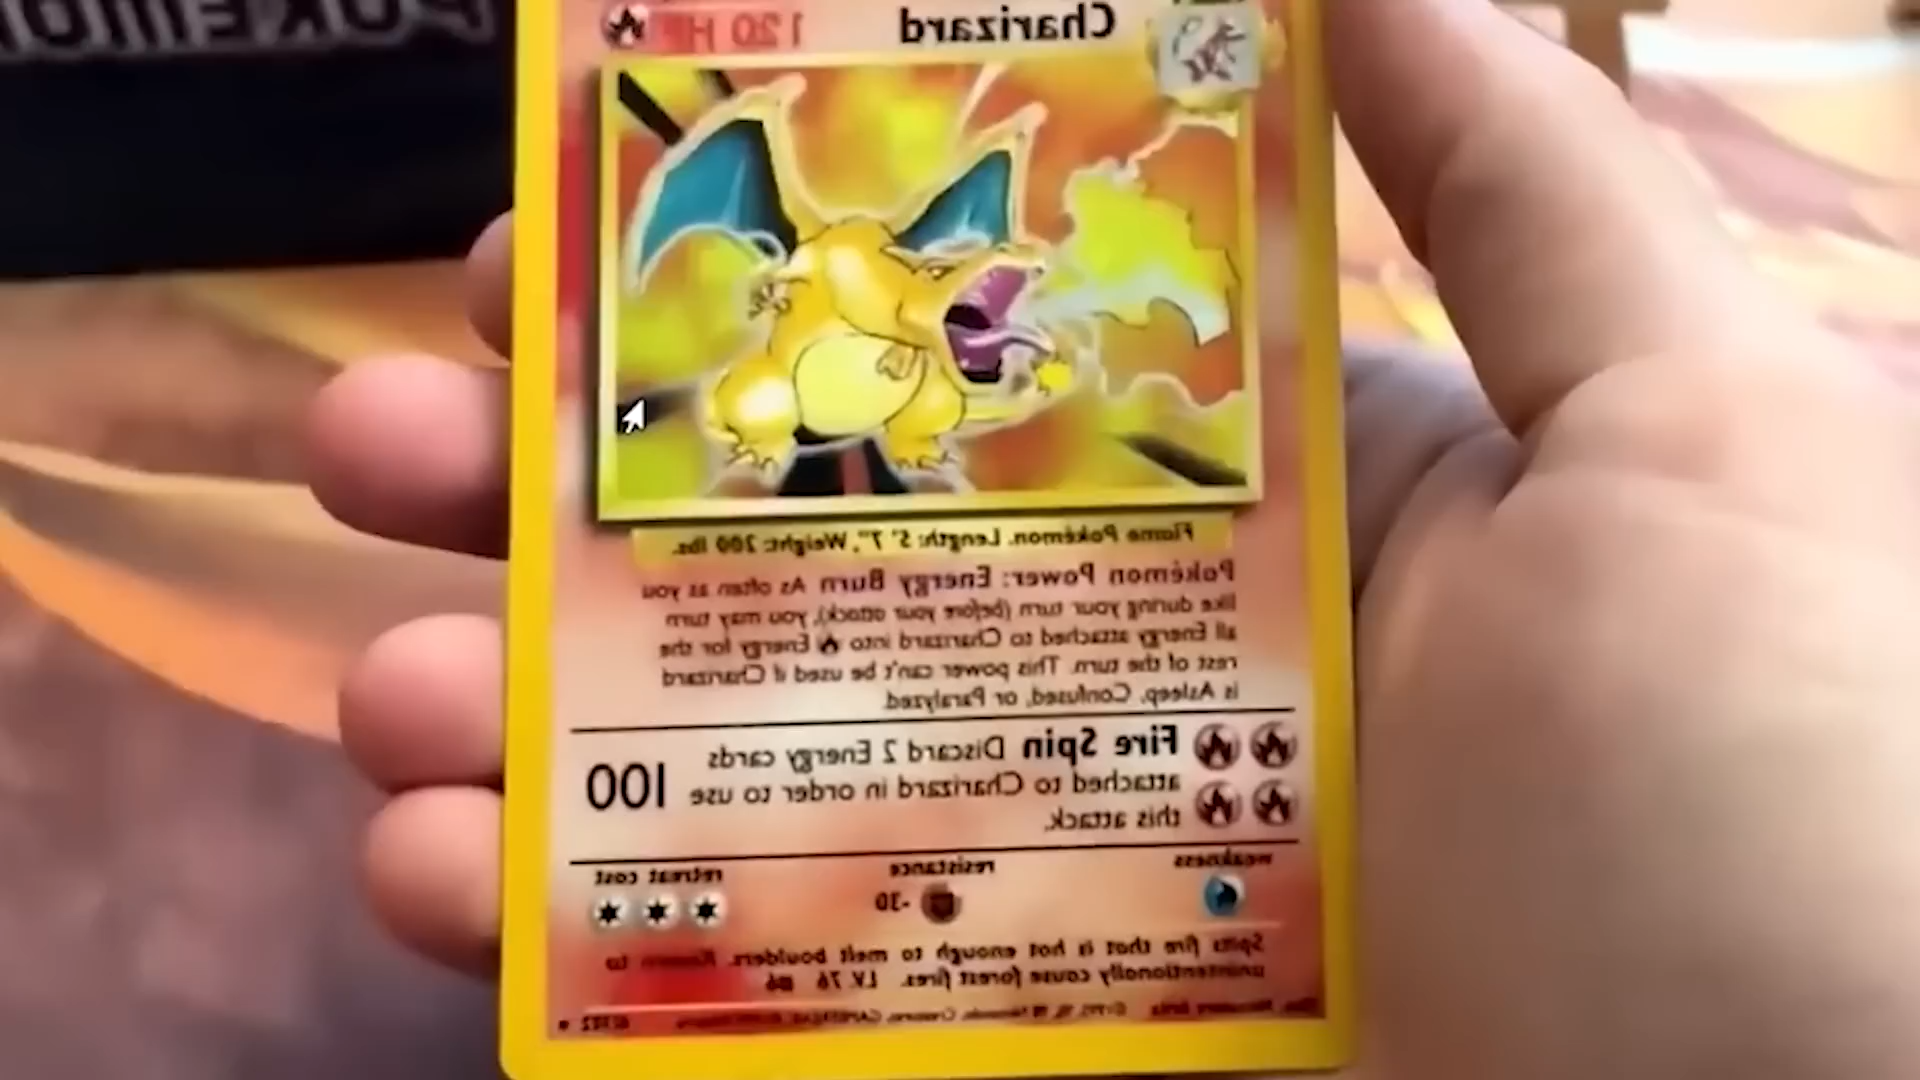 POKÉMON
Charizard 120 HP
Flame Pokémon. Length: 5' 7", Weight: 200 lbs.
Pokémon Power: Energy Burn As often as you
like during your turn (before your attack), you may turn
all Energy attached to Charizard into Energy for the
rest of the turn. This power can't be used if Charizard
is Asleep, Confused, or Paralyzed.
Fire Spin Discard 2 Energy cards
attached to Charizard in order to use
this attack.
100
weakness resistance retreat cost
-30
Spits fire that is hot enough to melt boulders. Known to
unintentionally cause forest fires. LV. 76 #6